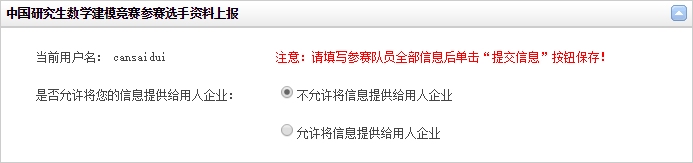 中国研究生数学建模竞赛参赛选手资料上报
当前用户名： cansaidui 注意：请填写参赛队员全部信息后单击“提交信息”按钮保存！
是否允许将您的信息提供给用人企业： 不允许将信息提供给用人企业
允许将信息提供给用人企业